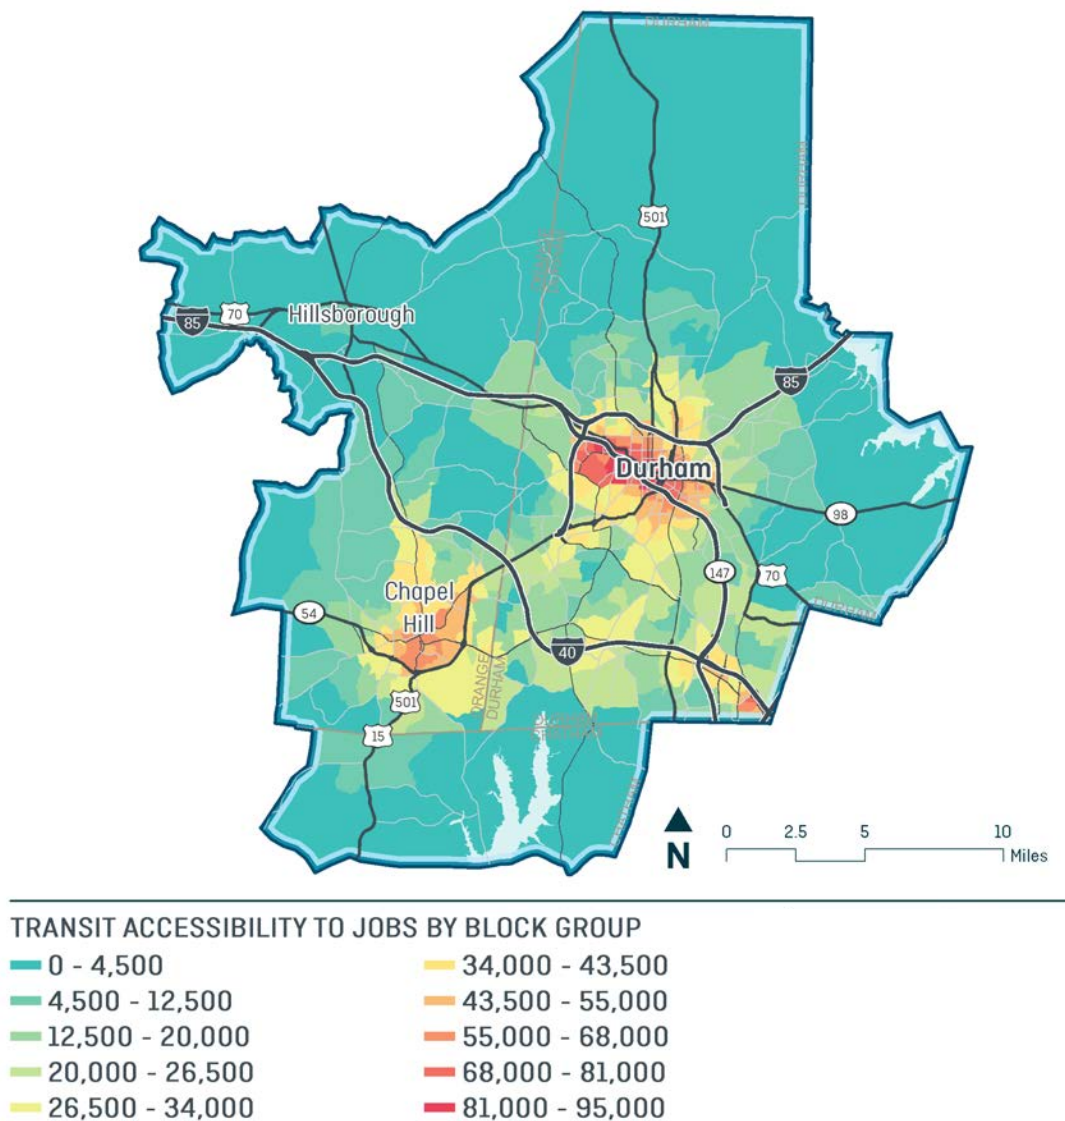 DURHAM
501
Hillsborough
70
85
85
Durham
98
147
70
Chapel
Hill
54
40
501
ORANGE
DURHAM
15
0 2.5 5 10
Miles
N
TRANSIT ACCESSIBILITY TO JOBS BY BLOCK GROUP
0 - 4,500
4,500 - 12,500
12,500 - 20,000
20,000 - 26,500
26,500 - 34,000
34,000 - 43,500
43,500 - 55,000
55,000 - 68,000
68,000 - 81,000
81,000 - 95,000